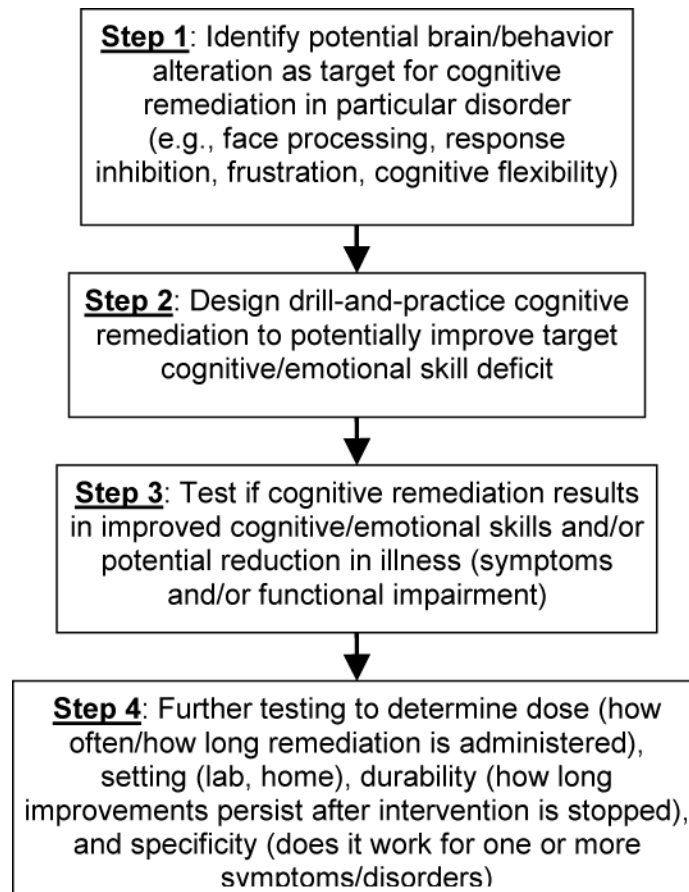 Step 1: Identify potential brain/behavior
alteration as target for cognitive
remediation in particular disorder
(e.g., face processing, response
inhibition, frustration, cognitive flexibility)
Step 2: Design drill-and-practice cognitive
remediation to potentially improve target
cognitive/emotional skill deficit
Step 3: Test if cognitive remediation results
in improved cognitive/emotional skills and/or
potential reduction in illness (symptoms
and/or functional impairment)
Step 4: Further testing to determine dose (how
often/how long remediation is administered),
setting (lab, home), durability (how long
improvements persist after intervention is stopped),
and specificity (does it work for one or more
symptoms/disorders)